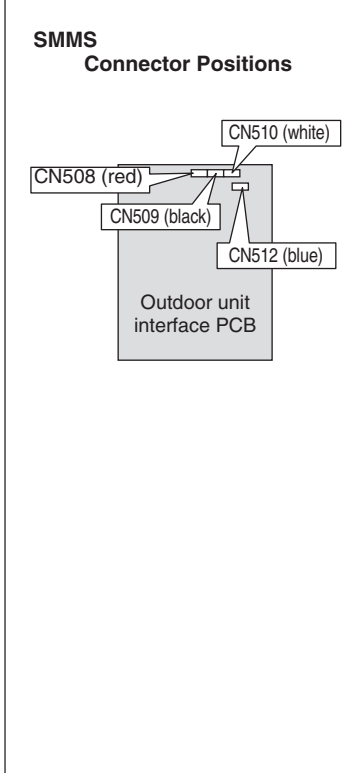 SMMS
Connector Positions
CN510 (white)
CN508 (red)
CN509 (black)
CN512 (blue)
Outdoor unit
interface PCB